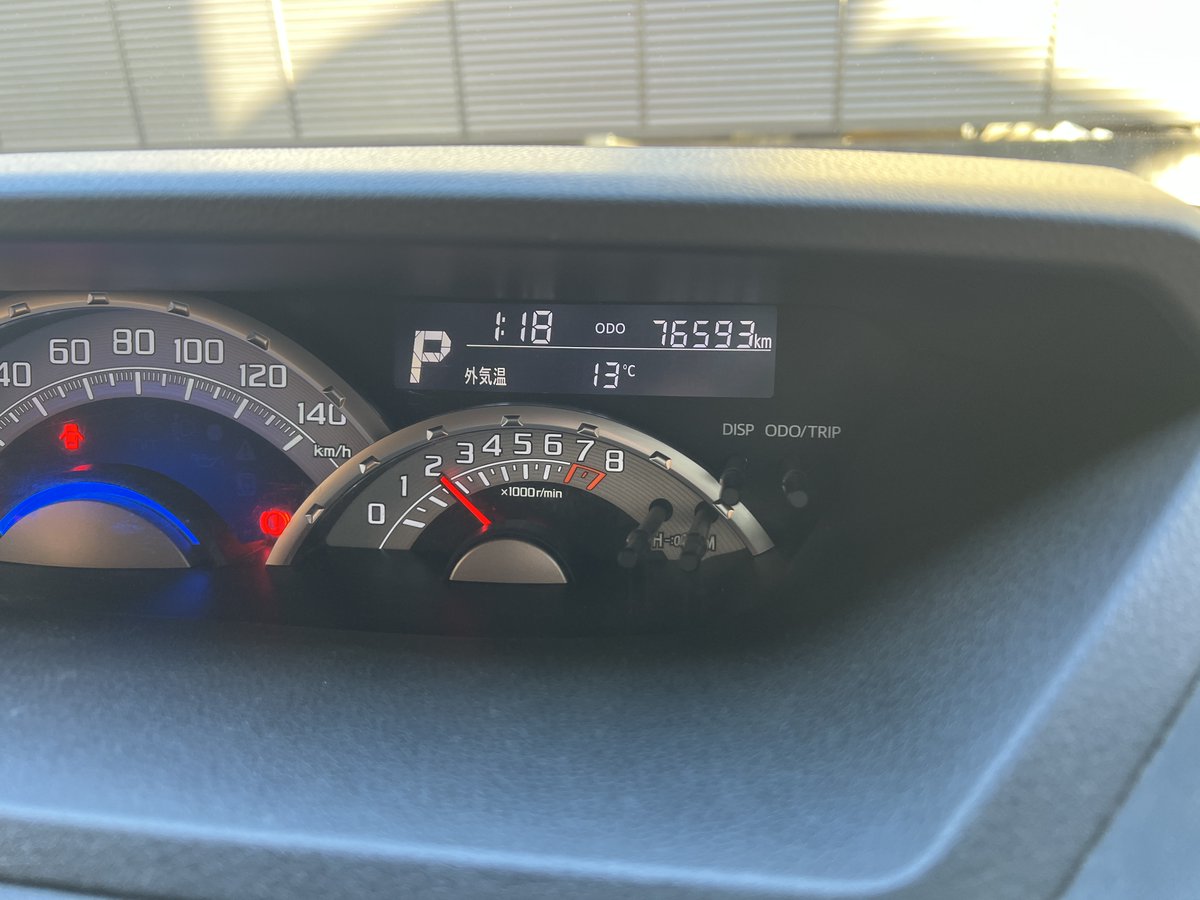 1:18 ODO 76593km
P
外気温 13°C
40 60 80 100 120 140
km/h
DISP ODO/TRIP
0 1 2 3 4 5 6 7 8
×1000r/min